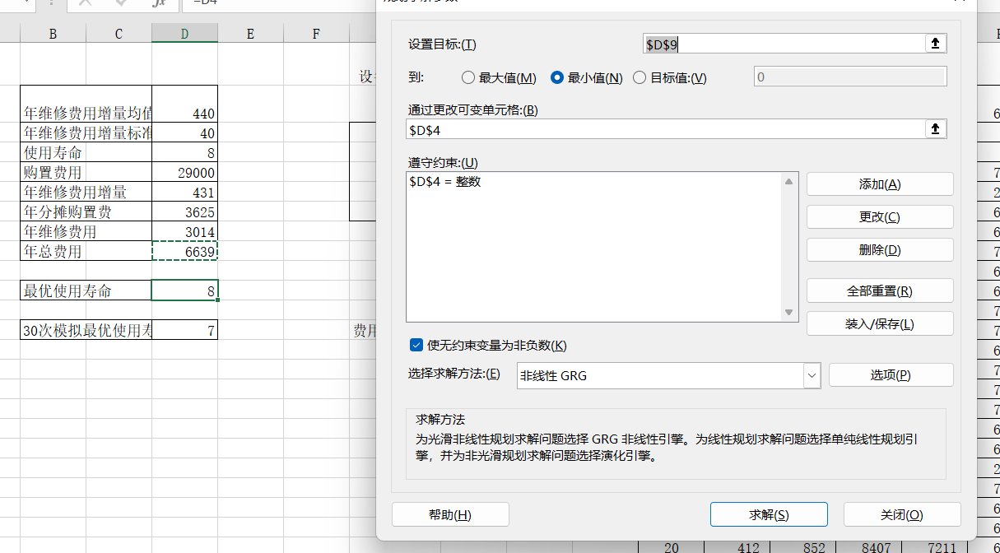 =D4
B C D E F
设置目标:(T) $D$9
到: 最大值(M) 最小值(N) 目标值:(V) 0
通过更改可变单元格:(B)
$D$4
遵守约束:(U)
$D$4 = 整数
添加(A)
更改(C)
删除(D)
全部重置(R)
装入/保存(L)
使无约束变量为非负数(K)
选择求解方法:(E) 非线性 GRG 选项(P)
求解方法
为光滑非线性规划求解问题选择 GRG 非线性引擎。为线性规划求解问题选择单纯线性规划引
擎，并为非光滑规划求解问题选择演化引擎。
帮助(H) 求解(S) 关闭(O)
年维修费用增量均值 440
年维修费用增量标准 40
使用寿命 8
购置费用 29000
年维修费用增量 431
年分摊购置费 3625
年维修费用 3014
年总费用 6639
最优使用寿命 8
30次模拟最优使用寿 7
设
费用
20 412 852 8407 7211